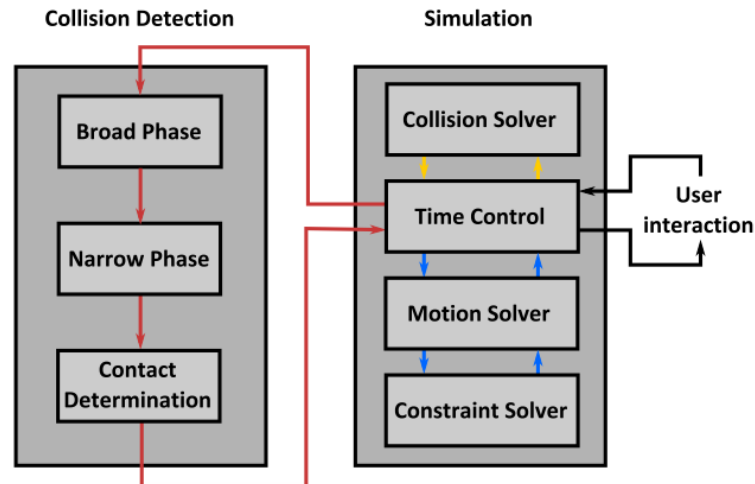 Collision Detection
Broad Phase
Narrow Phase
Contact
Determination
Simulation
Collision Solver
Time Control
Motion Solver
Constraint Solver
User
interaction